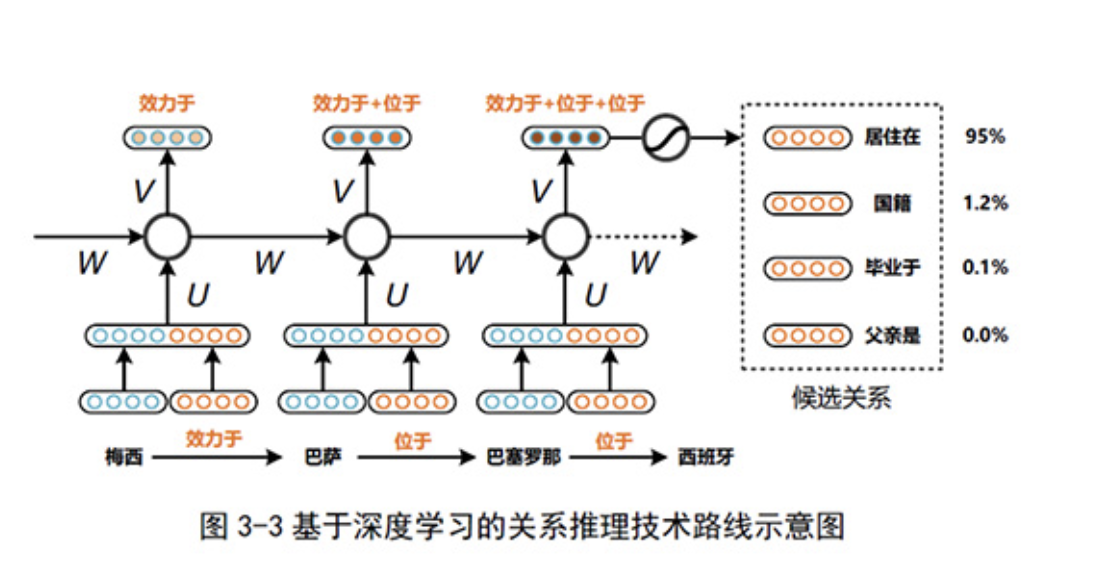 效力于
效力于+位于
效力于+位于+位于
居住在 95%
V
V
V
国籍 1.2%
W
W
W
W
毕业于 0.1%
U
U
U
父亲是 0.0%
候选关系
梅西 效力于 巴萨 位于 巴塞罗那 位于 西班牙
图 3-3 基于深度学习的关系推理技术路线示意图